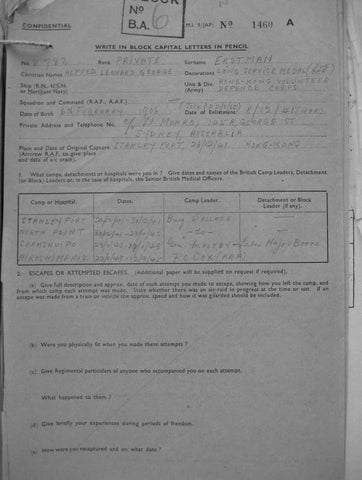 BLOCK
No
B.A. 6
CONFIDENTIAL
M.I. 9/JAP/ No 1460 A
WRITE IN BLOCK CAPITAL LETTERS IN PENCIL
No. Rank PRIVATE Surname EASTMAN
Christian Names ALFRED LEONARD GEORGE Decorations LONG SERVICE MEDAL
Ship (R.N., U.S.N. or Merchant Navy) Unit & Div. (Army) HONG-KONG VOLUNTEER DEFENCE CORPS
Squadron and Command (R.A.F., A.A.F.)
Date of Birth 6th FEBRUARY 1906 Date of Enlistment 8/12/41
Private Address and Telephone No. GEORGE ST
SYDNEY AUSTRALIA
Place and Date of Original Capture STANLEY FORT, HONG-KONG
(Aircrew R.A.F. to give place and date of a/c crash).
1. What camps, detachments or hospitals were you in? Give dates and names of the British Camp Leaders, Detachment (or Block) Leaders or, in the case of hospitals, the Senior British Medical Officers.
Camp or Hospital. Dates. Camp Leader. Detachment or Block Leader (if any).
STANLEY FORT WALLACE
NORTH POINT -do- —
SHAMSHUIPO MALTBY Major BOONE
F.O. COX
2. ESCAPES OR ATTEMPTED ESCAPES. (Additional paper will be supplied on request if required).
(a) Give full description and approx. date of each attempt you made to escape, showing how you left the camp, and from which camp each attempt was made. State whether there was an air-raid in progress at the time or not. If an escape was made from a train or vehicle the approx. speed and how it was guarded should be included.
(b) Were you physically fit when you made these attempts?
(c) Give Regimental particulars of anyone who accompanied you on each attempt.
What happened to them?
(d) Give briefly your experiences during periods of freedom.
(e) How were you recaptured and on what date?